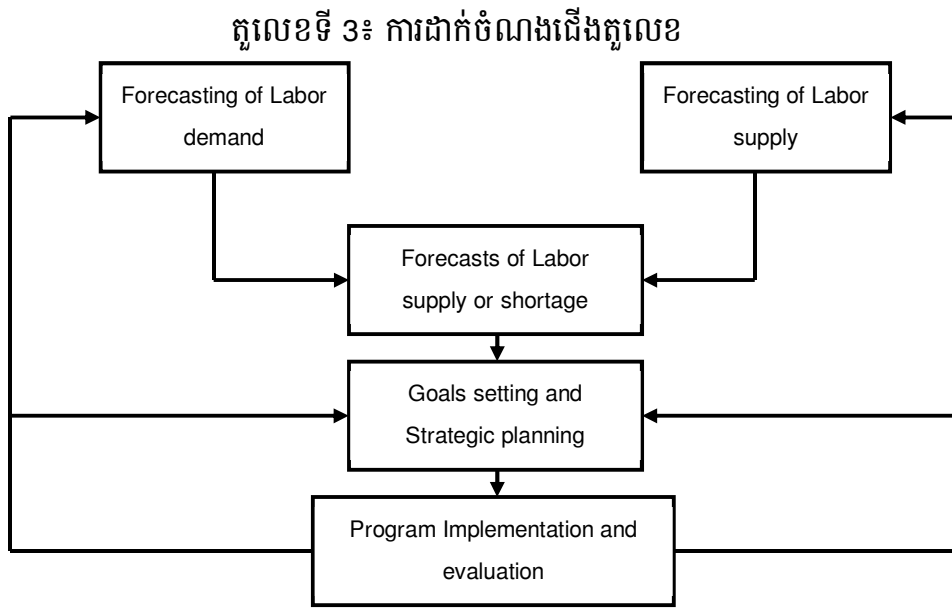 តួលេខទី 3៖ ការដាក់ចំណងជើងតួលេខ
Forecasting of Labor
demand
Forecasting of Labor
supply
Forecasts of Labor
supply or shortage
Goals setting and
Strategic planning
Program Implementation and
evaluation